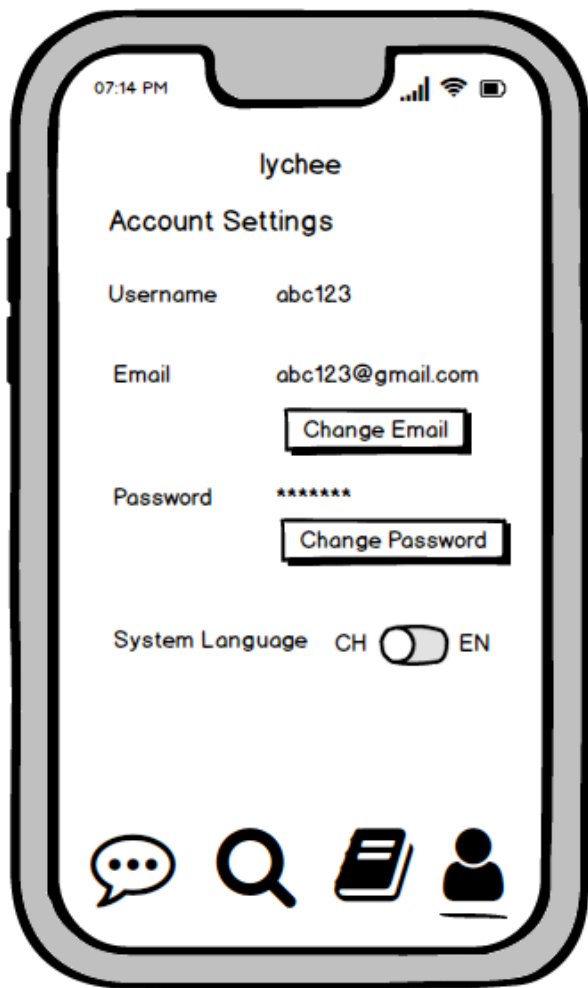 07:14 PM
lychee
Account Settings
Username abc123
Email abc123@gmail.com
Change Email
Password *******
Change Password
System Language CH EN